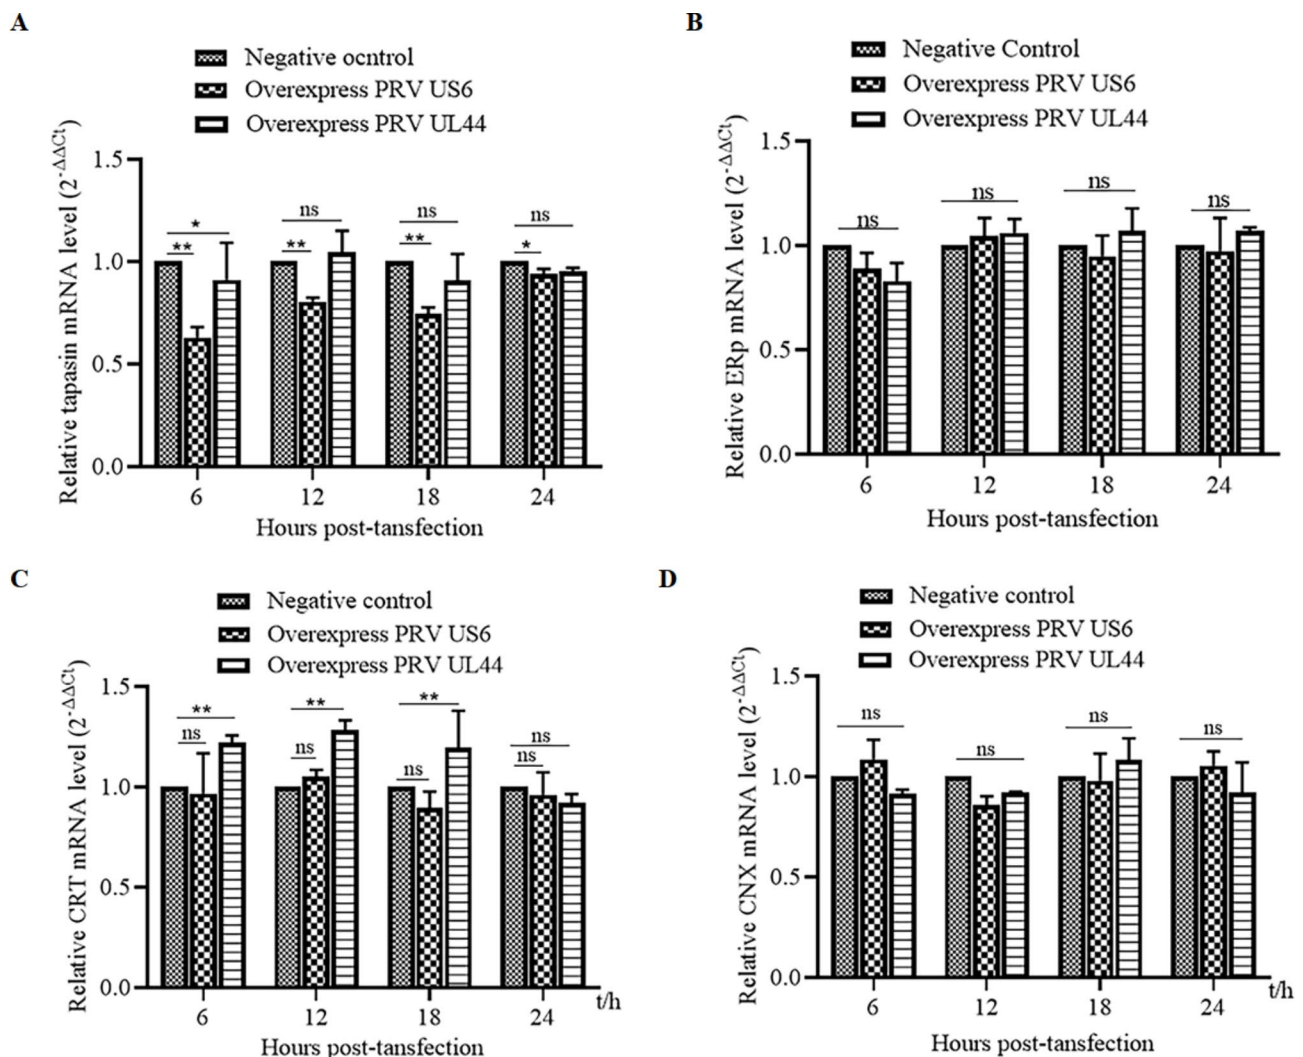 A
Negative ocntrol
Overexpress PRV US6
Overexpress PRV UL44
Relative tapasin mRNA level (2-ΔΔCt)
1.5
1.0
0.5
0.0
*
**
ns
**
ns
**
ns
*
6 12 18 24
Hours post-tansfection
B
Negative Control
Overexpress PRV US6
Overexpress PRV UL44
Relative ERp mRNA level (2-ΔΔCt)
1.5
1.0
0.5
0.0
ns
ns
ns
ns
6 12 18 24
Hours post-tansfection
C
Negative control
Overexpress PRV US6
Overexpress PRV UL44
Relative CRT mRNA level (2-ΔΔCt)
1.5
1.0
0.5
0.0
**
ns
**
ns
**
ns
ns
ns
6 12 18 24
t/h
Hours post-tansfection
D
Negative control
Overexpress PRV US6
Overexpress PRV UL44
Relative CNX mRNA level (2-ΔΔCt)
1.5
1.0
0.5
0.0
ns
ns
ns
ns
6 12 18 24
t/h
Hours post-tansfection